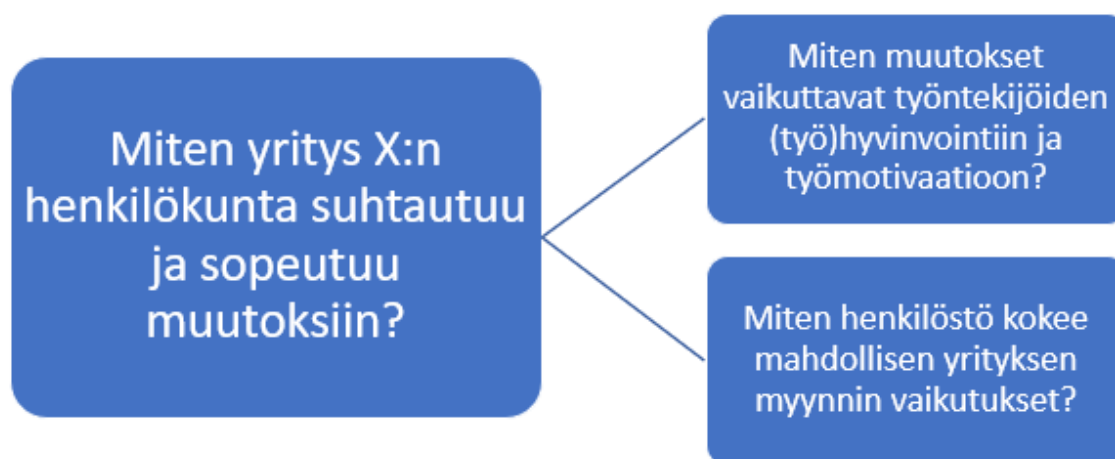 Miten yritys X:n
henkilökunta suhtautuu
ja sopeutuu
muutoksiin?
Miten muutokset
vaikuttavat työntekijöiden
(työ)hyvinvointiin ja
työmotivaatioon?
Miten henkilöstö kokee
mahdollisen yrityksen
myynnin vaikutukset?